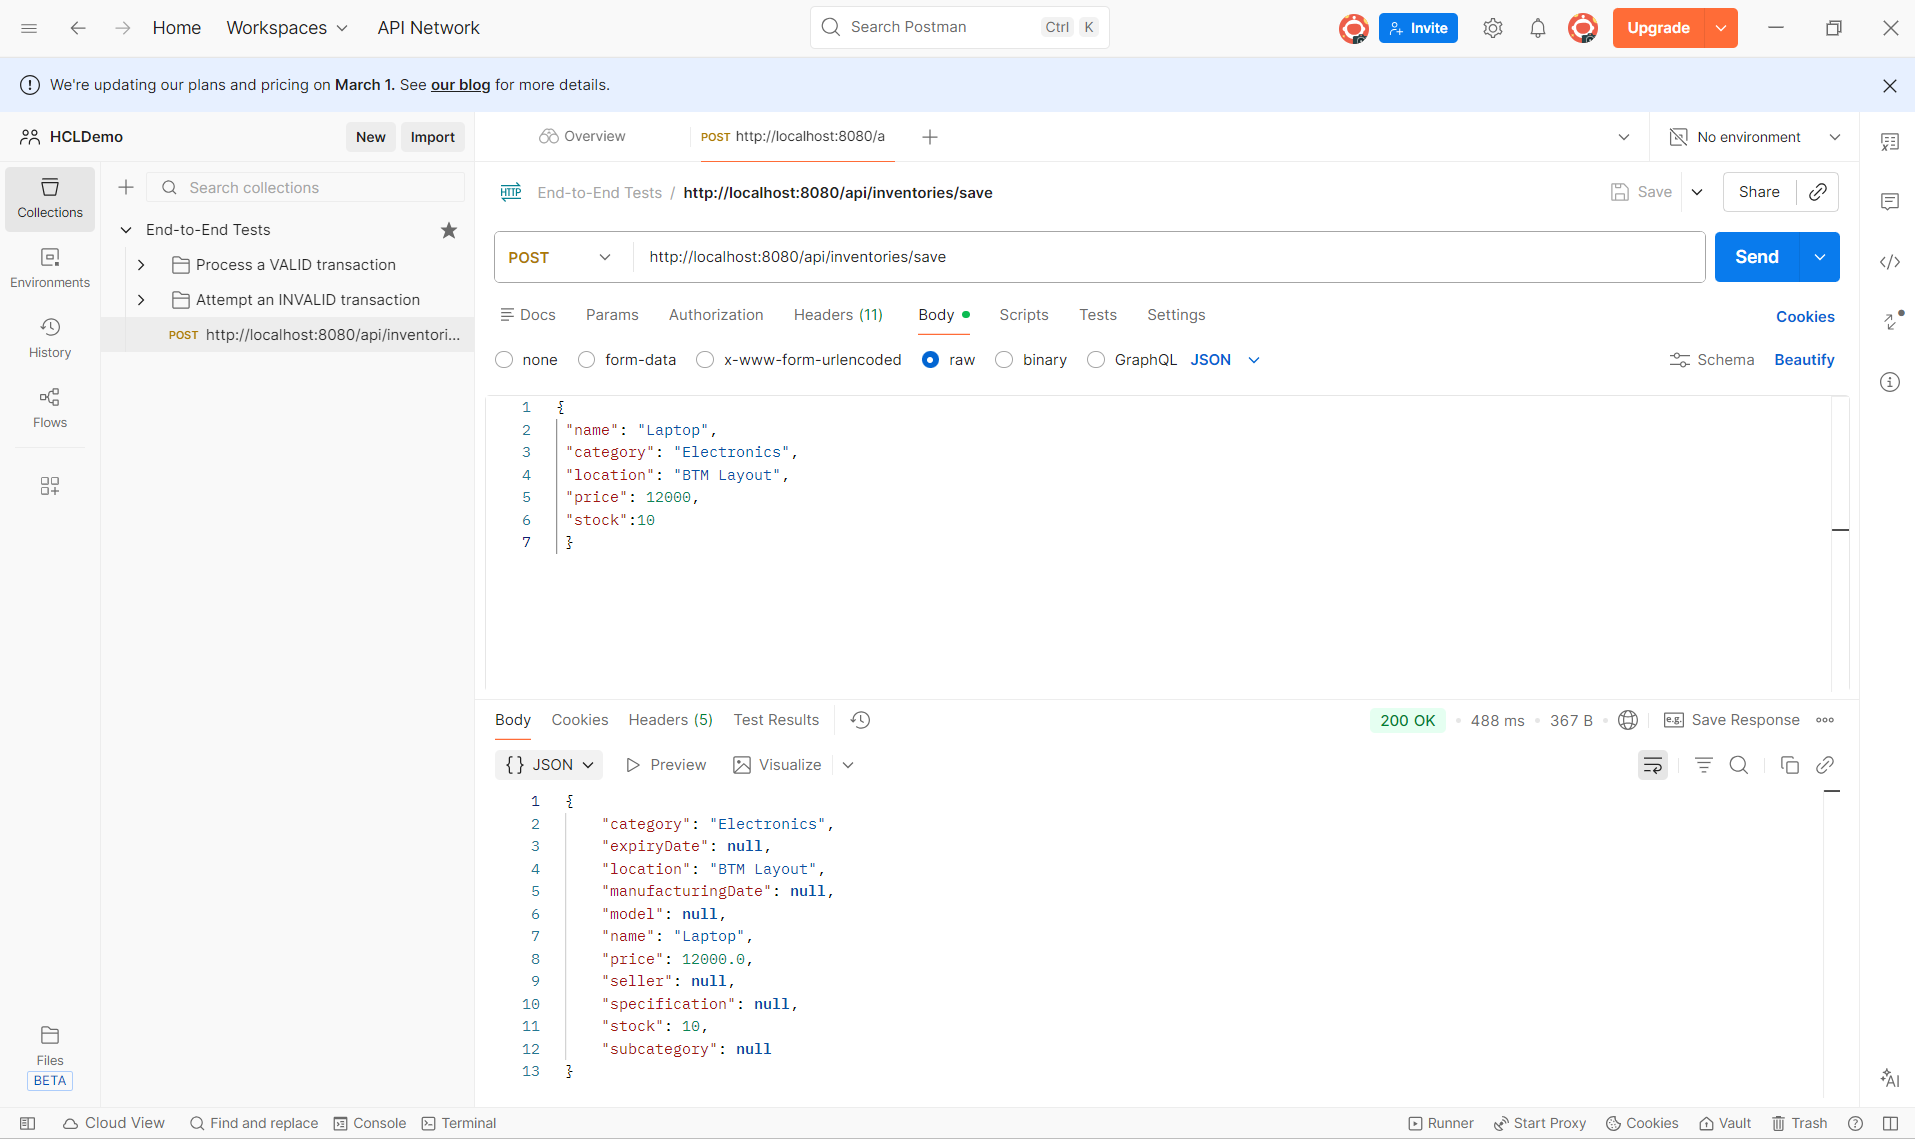 Home
Workspaces
API Network
Search Postman
Ctrl K
Invite
Upgrade
We're updating our plans and pricing on March 1. See our blog for more details.
HCLDemo
New
Import
Overview
POST http://localhost:8080/a
No environment
Collections
Environments
History
Flows
Files
BETA
Search collections
End-to-End Tests
Process a VALID transaction
Attempt an INVALID transaction
POST http://localhost:8080/api/inventori...
HTTP
End-to-End Tests / http://localhost:8080/api/inventories/save
Save
Share
POST
http://localhost:8080/api/inventories/save
Send
Docs
Params
Authorization
Headers (11)
Body
Scripts
Tests
Settings
Cookies
none
form-data
x-www-form-urlencoded
raw
binary
GraphQL
JSON
Schema
Beautify
1 {
2 "name": "Laptop",
3 "category": "Electronics",
4 "location": "BTM Layout",
5 "price": 12000,
6 "stock":10
7 }
Body
Cookies
Headers (5)
Test Results
200 OK
488 ms
367 B
e.g.
Save Response
{} JSON
Preview
Visualize
1 {
2 "category": "Electronics",
3 "expiryDate": null,
4 "location": "BTM Layout",
5 "manufacturingDate": null,
6 "model": null,
7 "name": "Laptop",
8 "price": 12000.0,
9 "seller": null,
10 "specification": null,
11 "stock": 10,
12 "subcategory": null
13 }
AI
Cloud View
Find and replace
Console
Terminal
Runner
Start Proxy
Cookies
Vault
Trash